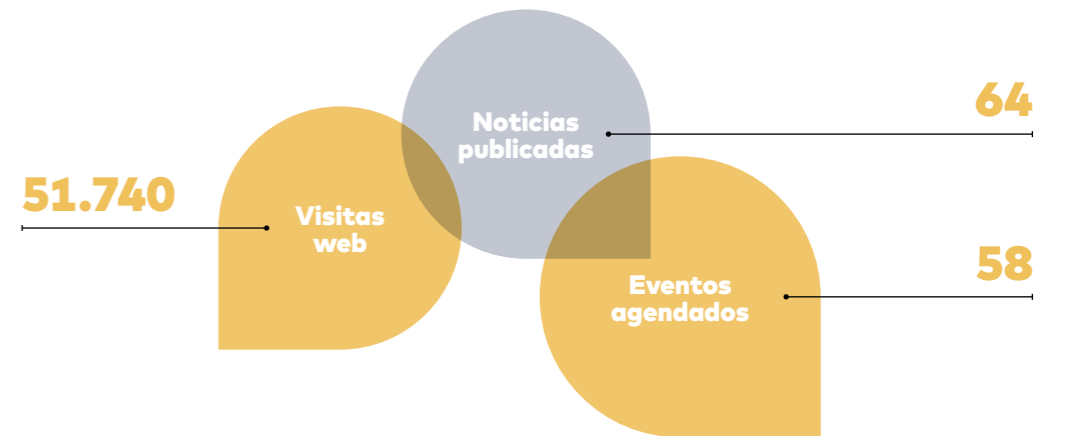 64
Noticias
publicadas
51.740
Visitas
web
58
Eventos
agendados